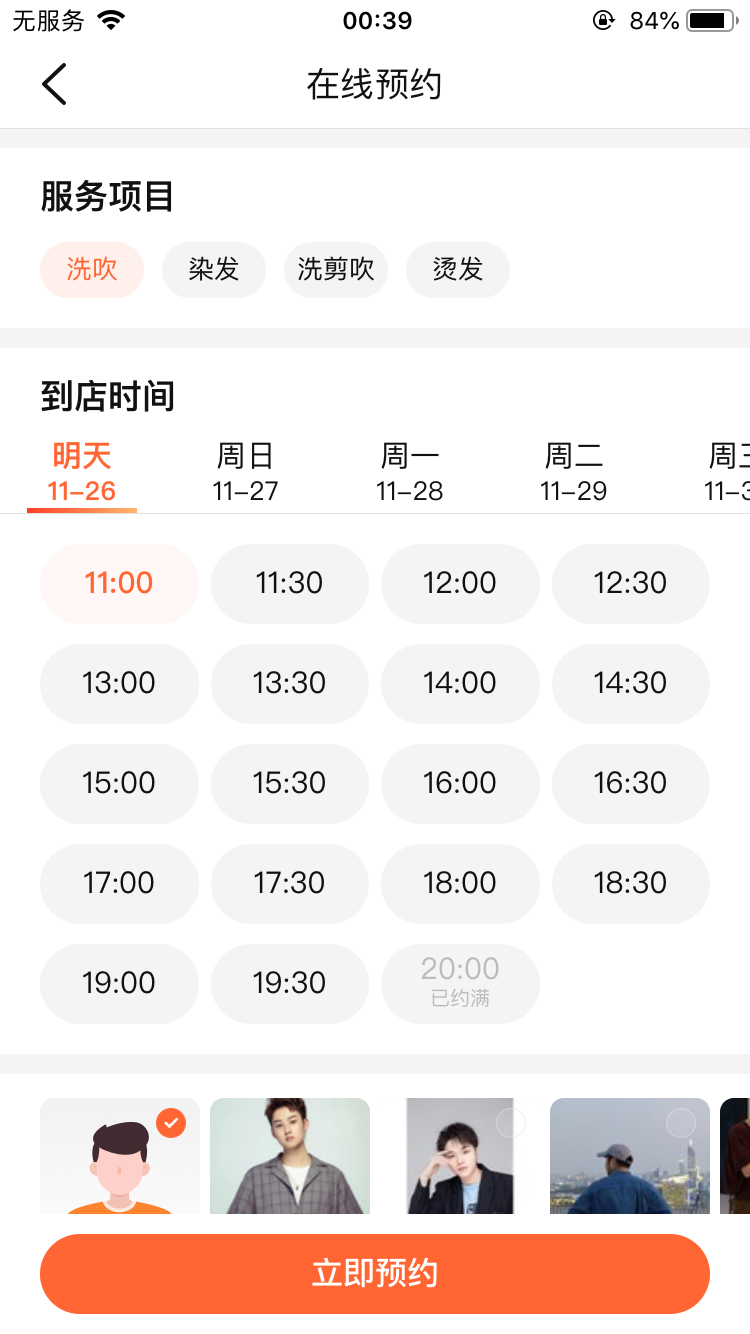 无服务 00:39 84%
在线预约
服务项目
洗吹 染发 洗剪吹 烫发
到店时间
明天 周日 周一 周二 周三
11-26 11-27 11-28 11-29 11-3
11:00 11:30 12:00 12:30
13:00 13:30 14:00 14:30
15:00 15:30 16:00 16:30
17:00 17:30 18:00 18:30
19:00 19:30 20:00
已约满
立即预约